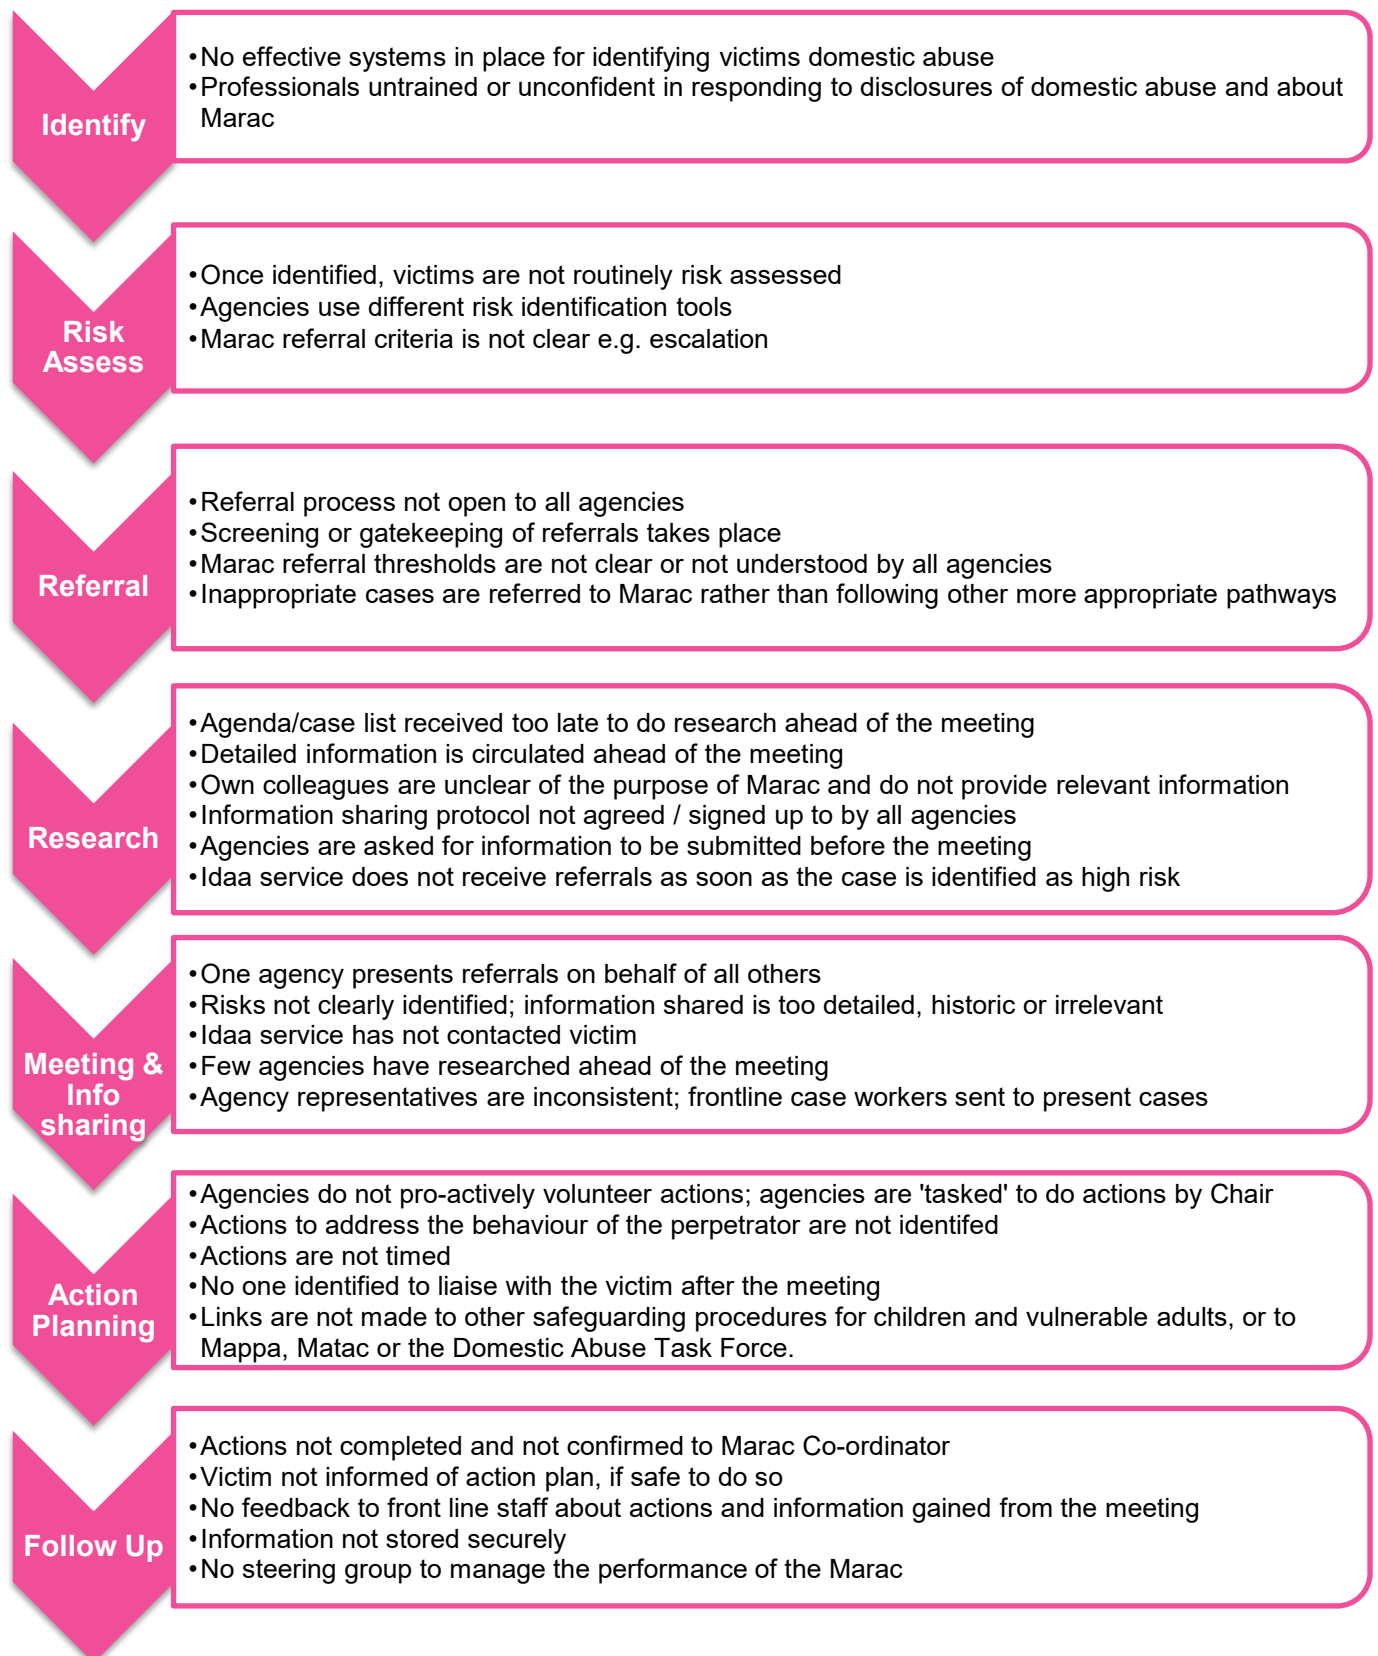 Identify
•No effective systems in place for identifying victims domestic abuse
•Professionals untrained or unconfident in responding to disclosures of domestic abuse and about
Marac
Risk
Assess
•Once identified, victims are not routinely risk assessed
•Agencies use different risk identification tools
•Marac referral criteria is not clear e.g. escalation
Referral
•Referral process not open to all agencies
•Screening or gatekeeping of referrals takes place
•Marac referral thresholds are not clear or not understood by all agencies
•Inappropriate cases are referred to Marac rather than following other more appropriate pathways
Research
•Agenda/case list received too late to do research ahead of the meeting
•Detailed information is circulated ahead of the meeting
•Own colleagues are unclear of the purpose of Marac and do not provide relevant information
•Information sharing protocol not agreed / signed up to by all agencies
•Agencies are asked for information to be submitted before the meeting
•Idaa service does not receive referrals as soon as the case is identified as high risk
Meeting &
Info
sharing
•One agency presents referrals on behalf of all others
•Risks not clearly identified; information shared is too detailed, historic or irrelevant
•Idaa service has not contacted victim
•Few agencies have researched ahead of the meeting
•Agency representatives are inconsistent; frontline case workers sent to present cases
Action
Planning
•Agencies do not pro-actively volunteer actions; agencies are 'tasked' to do actions by Chair
•Actions to address the behaviour of the perpetrator are not identifed
•Actions are not timed
•No one identified to liaise with the victim after the meeting
•Links are not made to other safeguarding procedures for children and vulnerable adults, or to
Mappa, Matac or the Domestic Abuse Task Force.
Follow Up
•Actions not completed and not confirmed to Marac Co-ordinator
•Victim not informed of action plan, if safe to do so
•No feedback to front line staff about actions and information gained from the meeting
•Information not stored securely
•No steering group to manage the performance of the Marac